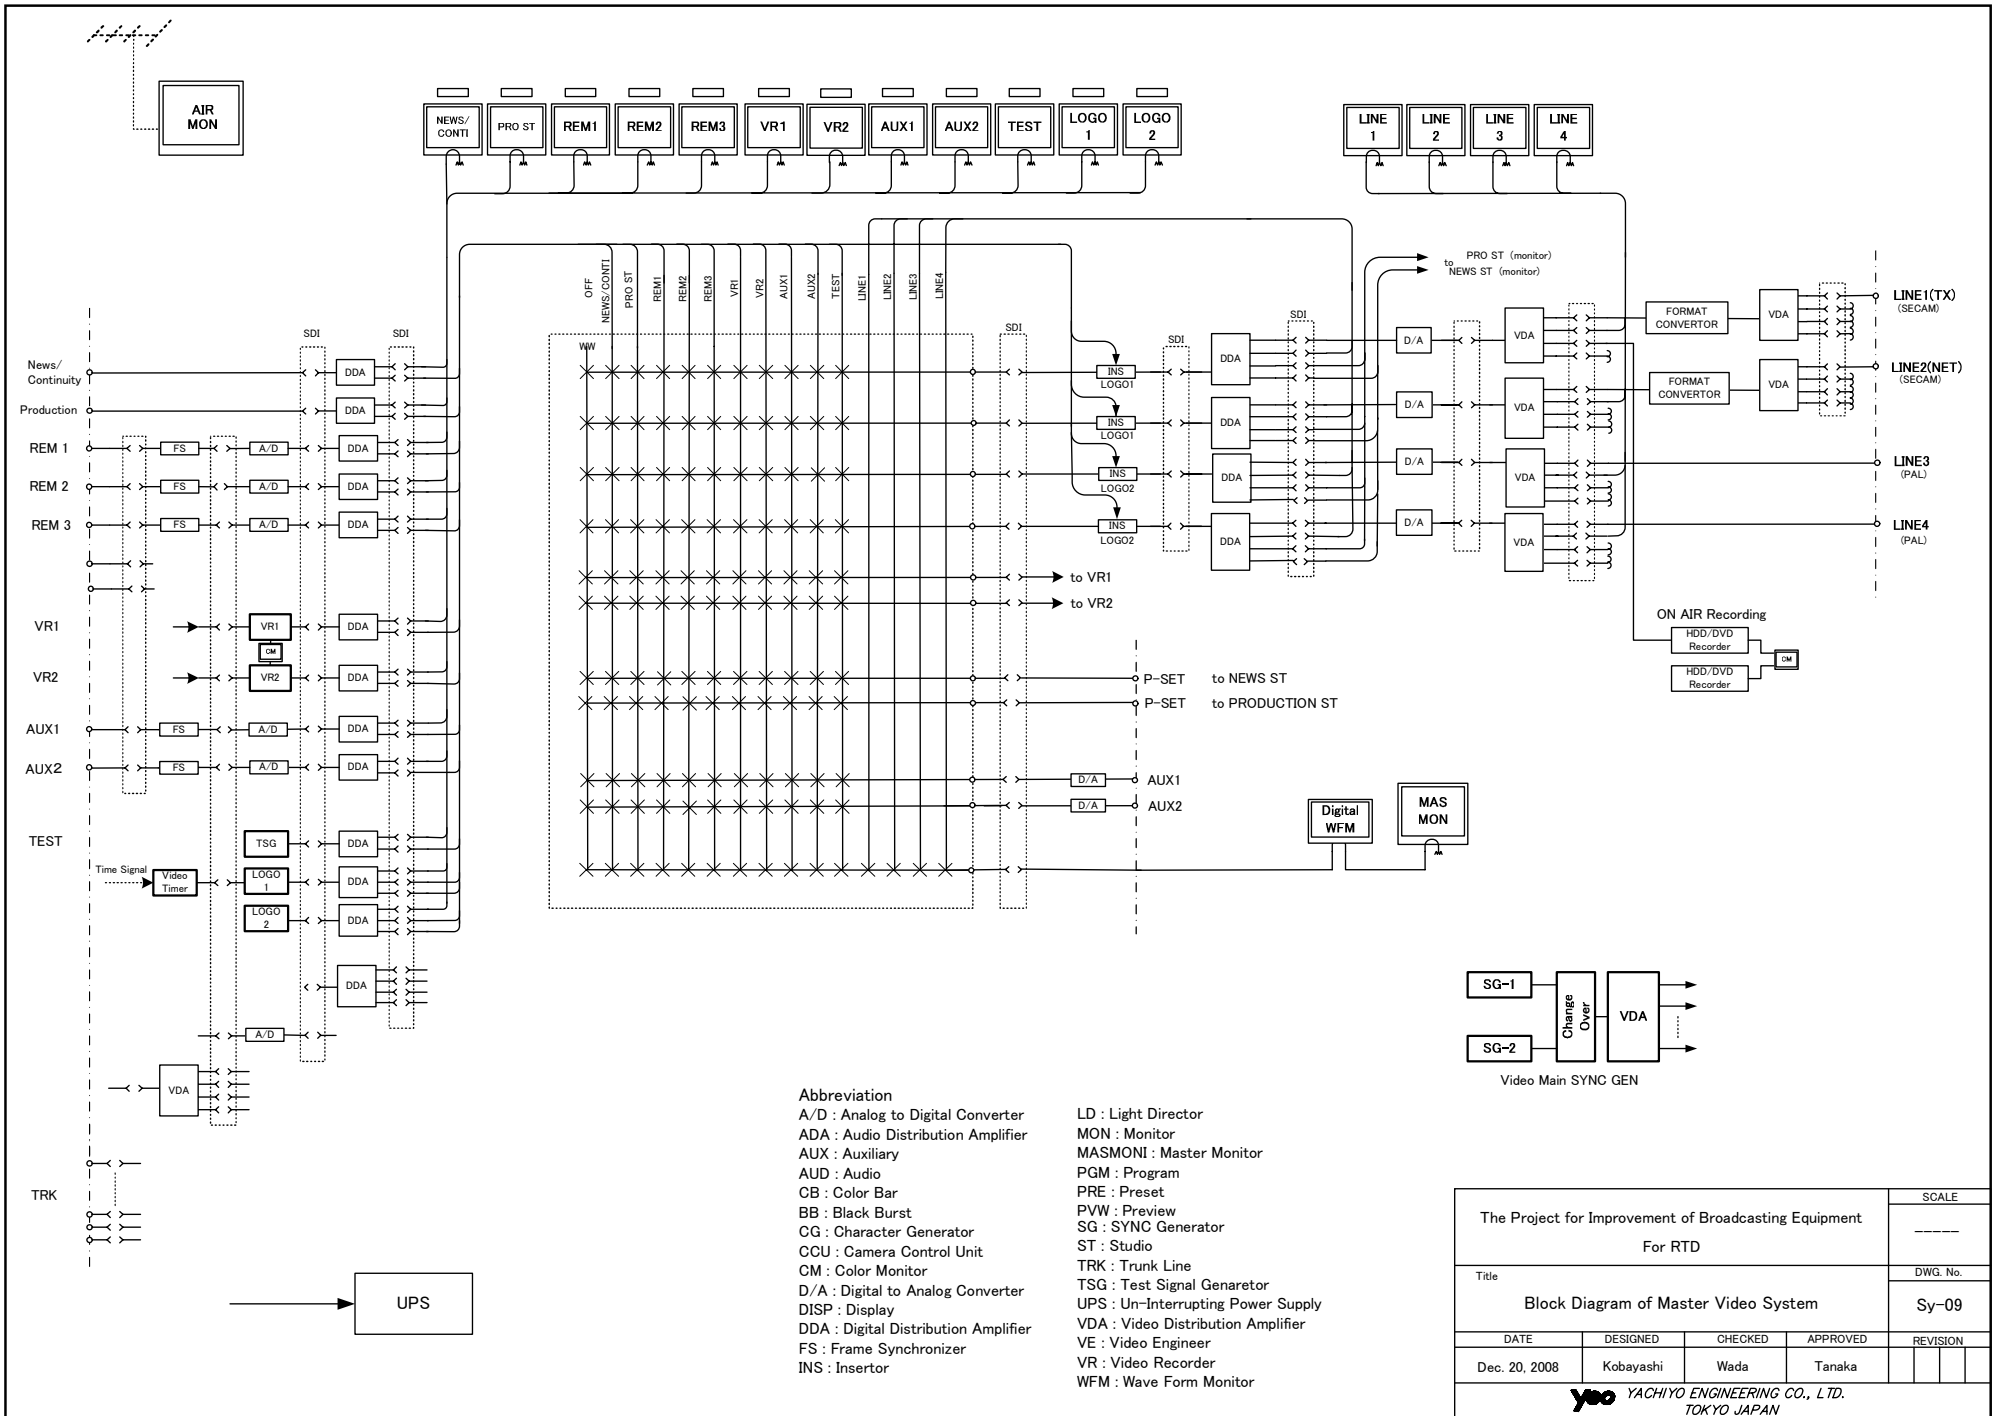 AIR
MON
NEWS/
CONTI
PRO ST
REM1
REM2
REM3
VR1
VR2
AUX1
AUX2
TEST
LOGO
1
LOGO
2
LINE
1
LINE
2
LINE
3
LINE
4
to PRO ST (monitor)
NEWS ST (monitor)
OFF
NEWS/CONTI
PRO ST
REM1
REM2
REM3
VR1
VR2
AUX1
AUX2
TEST
LINE1
LINE2
LINE3
LINE4
WW
SDI
SDI
SDI
SDI
SDI
News/
Continuity
DDA
Production
DDA
REM 1
FS
A/D
DDA
REM 2
FS
A/D
DDA
REM 3
FS
A/D
DDA
VR1
VR1
DDA
CM
VR2
VR2
DDA
AUX1
FS
A/D
DDA
AUX2
FS
A/D
DDA
TEST
TSG
DDA
Time Signal
Video
Timer
LOGO
1
DDA
LOGO
2
DDA
DDA
A/D
VDA
TRK
UPS
INS
LOGO1
INS
LOGO1
INS
LOGO2
INS
LOGO2
DDA
DDA
DDA
DDA
D/A
D/A
D/A
D/A
VDA
VDA
VDA
VDA
FORMAT
CONVERTOR
VDA
FORMAT
CONVERTOR
VDA
LINE1(TX)
(SECAM)
LINE2(NET)
(SECAM)
LINE3
(PAL)
LINE4
(PAL)
to VR1
to VR2
P-SET to NEWS ST
P-SET to PRODUCTION ST
D/A AUX1
D/A AUX2
Digital
WFM
MAS
MON
ON AIR Recording
HDD/DVD
Recorder
HDD/DVD
Recorder
CM
SG-1
SG-2
Change
Over
VDA
Video Main SYNC GEN
Abbreviation
A/D : Analog to Digital Converter
ADA : Audio Distribution Amplifier
AUX : Auxiliary
AUD : Audio
CB : Color Bar
BB : Black Burst
CG : Character Generator
CCU : Camera Control Unit
CM : Color Monitor
D/A : Digital to Analog Converter
DISP : Display
DDA : Digital Distribution Amplifier
FS : Frame Synchronizer
INS : Insertor
LD : Light Director
MON : Monitor
MASMONI : Master Monitor
PGM : Program
PRE : Preset
PVW : Preview
SG : SYNC Generator
ST : Studio
TRK : Trunk Line
TSG : Test Signal Genaretor
UPS : Un-Interrupting Power Supply
VDA : Video Distribution Amplifier
VE : Video Engineer
VR : Video Recorder
WFM : Wave Form Monitor
The Project for Improvement of Broadcasting Equipment
For RTD
SCALE
-----
Title
Block Diagram of Master Video System
DWG. No.
Sy-09
DATE
DESIGNED
CHECKED
APPROVED
REVISION
Dec. 20, 2008
Kobayashi
Wada
Tanaka
yeo YACHIYO ENGINEERING CO., LTD.
TOKYO JAPAN